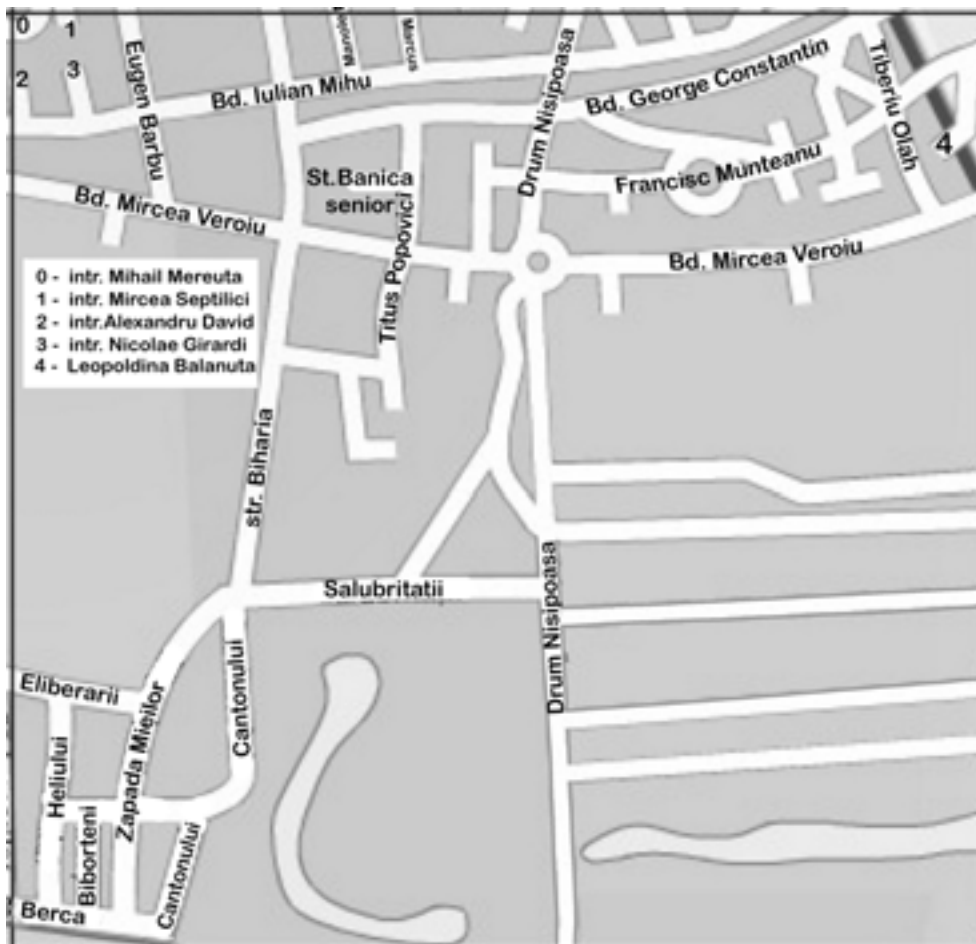 0
1
2
3
Eugen Barbu
Manolei
Marcus
Bd. Iulian Mihu
Drum Nisipoasa
Bd. George Constantin
Tiberiu Olah
4
Francisc Munteanu
St.Banica
senior
Titus Popovici
Bd. Mircea Veroiu
Bd. Mircea Veroiu
0 - intr. Mihail Mereuta
1 - intr. Mircea Septilici
2 - intr.Alexandru David
3 - intr. Nicolae Girardi
4 - Leopoldina Balanuta
str. Biharia
Salubritatii
Drum Nisipoasa
Cantonului
Eliberarii
Zapada Mieilor
Heliului
Biborteni
Cantonului
Berca